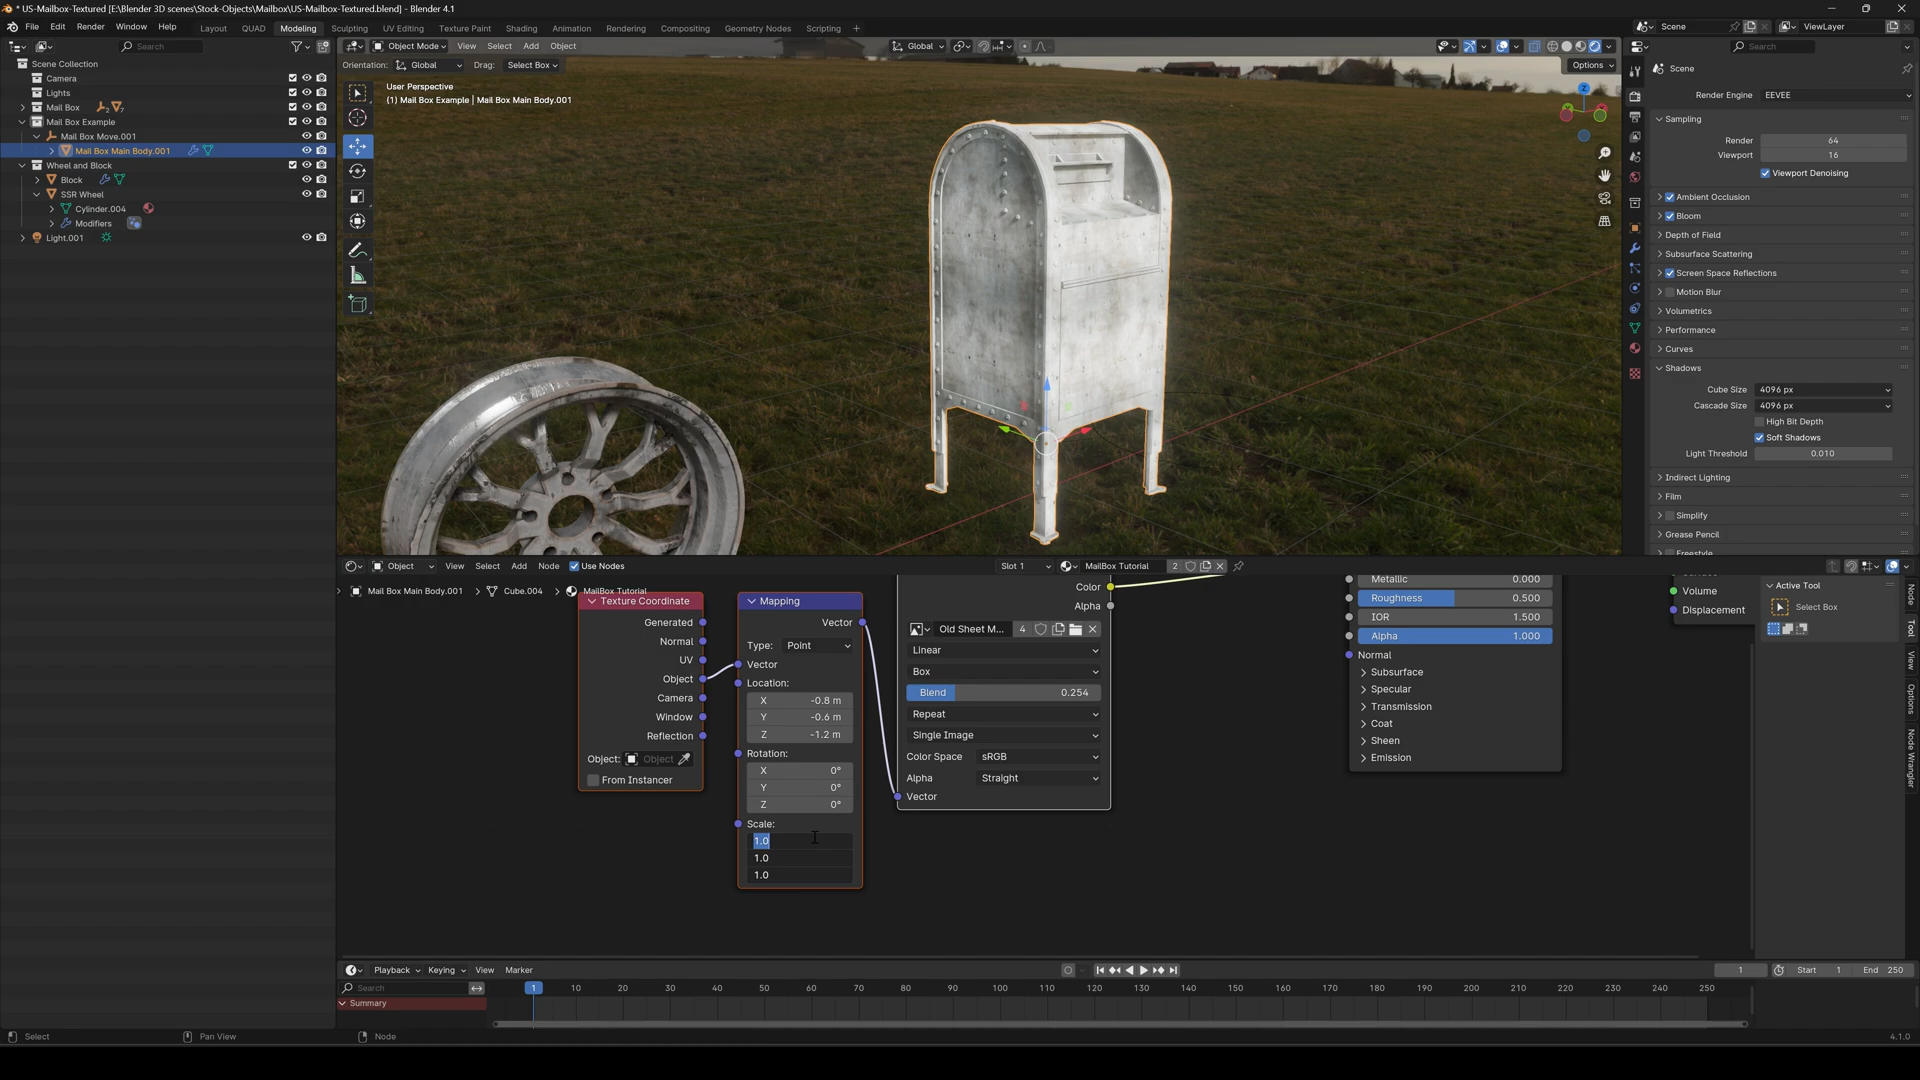 * US-Mailbox-Textured [E:\Blender 3D scenes\Stock-Objects\Mailbox\US-Mailbox-Textured.blend] - Blender 4.1
File Edit Render Window Help Layout QUAD Modeling Sculpting UV Editing Texture Paint Shading Animation Rendering Compositing Geometry Nodes Scripting + Scene ViewLayer
Search
Scene Collection
Camera
Lights
Mail Box 2 7
Mail Box Example
Mail Box Move.001
Mail Box Main Body.001
Wheel and Block
Block
SSR Wheel
Cylinder.004
Modifiers
Light.001
Object Mode View Select Add Object Global
Orientation: Global Drag: Select Box Options
User Perspective
(1) Mail Box Example | Mail Box Main Body.001
Z
Search
Scene
Render Engine EEVEE
Sampling
Render 64
Viewport 16
Viewport Denoising
Ambient Occlusion
Bloom
Depth of Field
Subsurface Scattering
Screen Space Reflections
Motion Blur
Volumetrics
Performance
Curves
Shadows
Cube Size 4096 px
Cascade Size 4096 px
High Bit Depth
Soft Shadows
Light Threshold 0.010
Indirect Lighting
Film
Simplify
Grease Pencil
Freestyle
Object View Select Add Node Use Nodes Slot 1 MailBox Tutorial 2
Mail Box Main Body.001 Cube.004 MailBox Tutorial
Texture Coordinate
Generated
Normal
UV
Object
Camera
Window
Reflection
Object: Object
From Instancer
Mapping
Vector
Type: Point
Vector
Location:
X -0.8 m
Y -0.6 m
Z -1.2 m
Rotation:
X 0°
Y 0°
Z 0°
Scale:
1.0
1.0
1.0
Color
Alpha
Old Sheet M... 4
Linear
Box
Blend 0.254
Repeat
Single Image
Color Space sRGB
Alpha Straight
Vector
Metallic 0.000
Roughness 0.500
IOR 1.500
Alpha 1.000
Normal
Subsurface
Specular
Transmission
Coat
Sheen
Emission
Volume
Displacement
Active Tool
Select Box
Node
Tool
View
Options
Node Wrangler
Playback Keying View Marker 1 Start 1 End 250
Search 1 10 20 30 40 50 60 70 80 90 100 110 120 130 140 150 160 170 180 190 200 210 220 230 240 250
Summary
Select Pan View Node 4.1.0